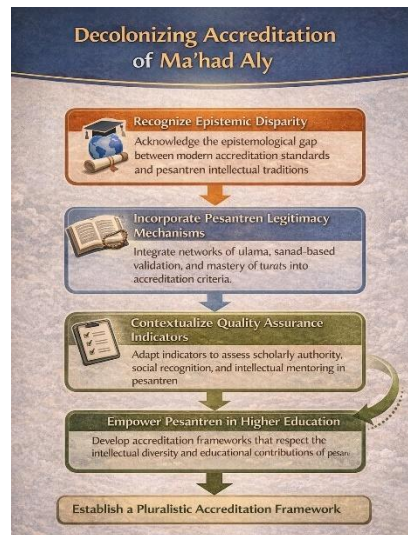 Decolonizing Accreditation
of Ma'had Aly
Recognize Epistemic Disparity
Acknowledge the epistemological gap
between modern accreditation standards
and pesantren intellectual traditions
Incorporate Pesantren Legitimacy
Mechanisms
Integrate networks of ulama, sanad-based
validation, and mastery of turats into
accreditation criteria.
Contextualize Quality Assurance
Indicators
Adapt indicators to assess scholarly authority,
social recognition, and intellectual mentoring in
pesantren
Empower Pesantren in Higher Education
Develop accreditation frameworks that respect the
intellectual diversity and educational contributions of
Establish a Pluralistic Accreditation Framework